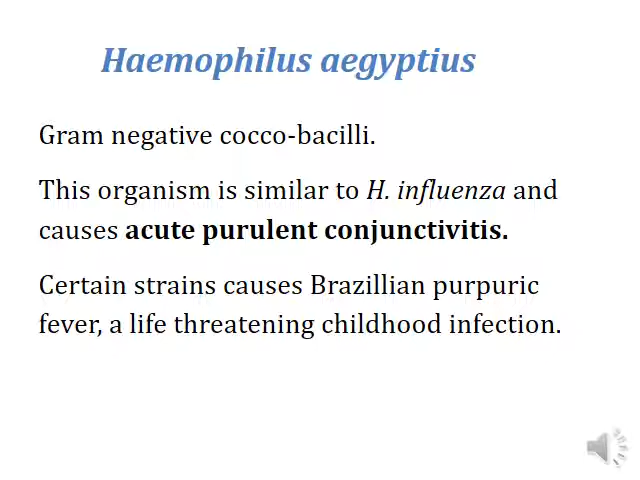 Haemophilus aegyptius
Gram negative cocco-bacilli.
This organism is similar to H. influenza and
causes acute purulent conjunctivitis.
Certain strains causes Brazillian purpuric
fever, a life threatening childhood infection.